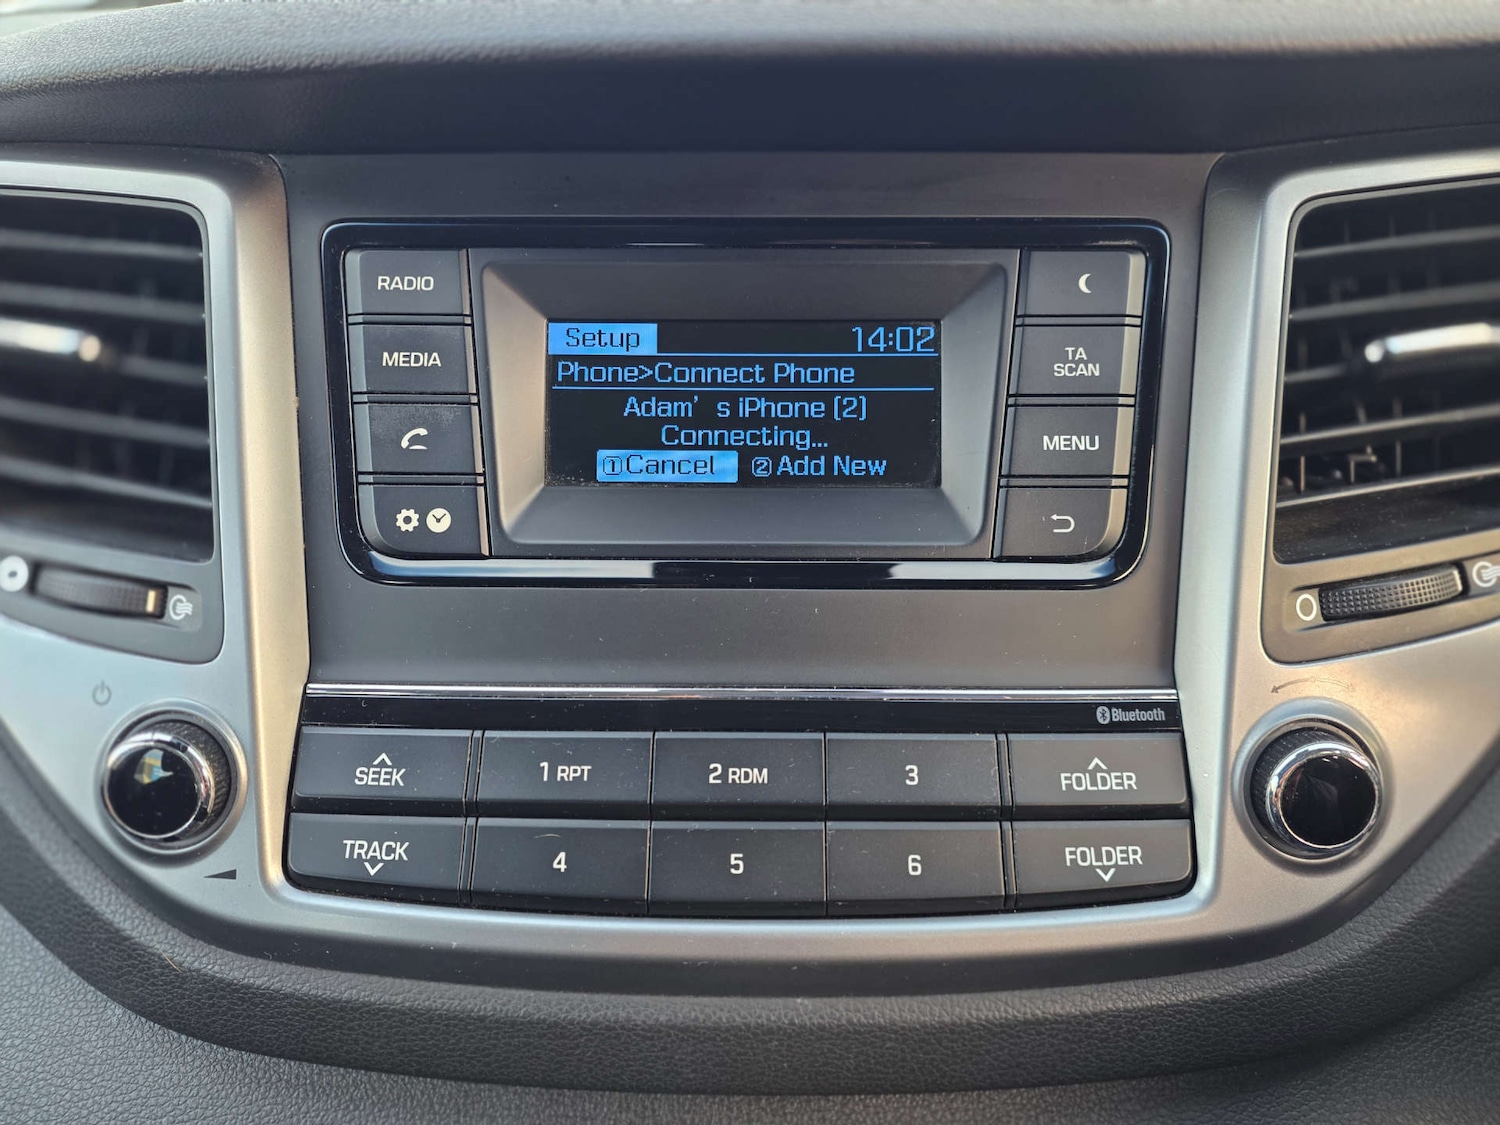 RADIO
MEDIA
Setup 14:02
Phone>Connect Phone
Adam' s iPhone (2)
Connecting...
①Cancel ②Add New
TA
SCAN
MENU
Bluetooth
SEEK
1 RPT
2 RDM
3
FOLDER
TRACK
4
5
6
FOLDER